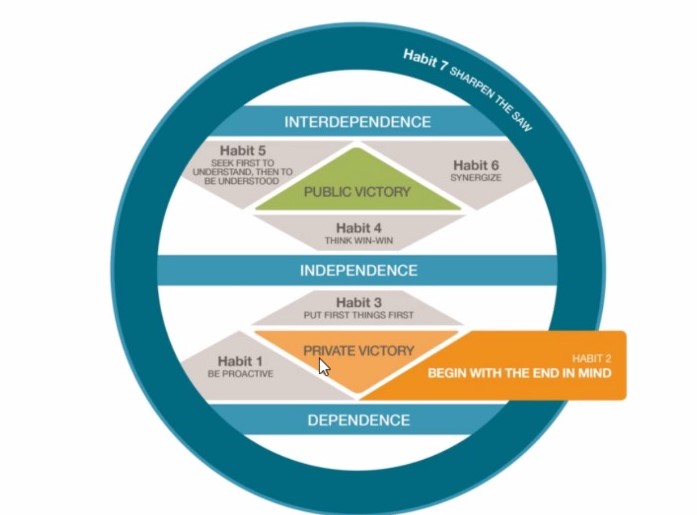 Habit 7 SHARPEN THE SAW
INTERDEPENDENCE
Habit 5
SEEK FIRST TO
UNDERSTAND, THEN TO
BE UNDERSTOOD
Habit 6
SYNERGIZE
PUBLIC VICTORY
Habit 4
THINK WIN-WIN
INDEPENDENCE
Habit 3
PUT FIRST THINGS FIRST
PRIVATE VICTORY
Habit 1
BE PROACTIVE
HABIT 2
BEGIN WITH THE END IN MIND
DEPENDENCE